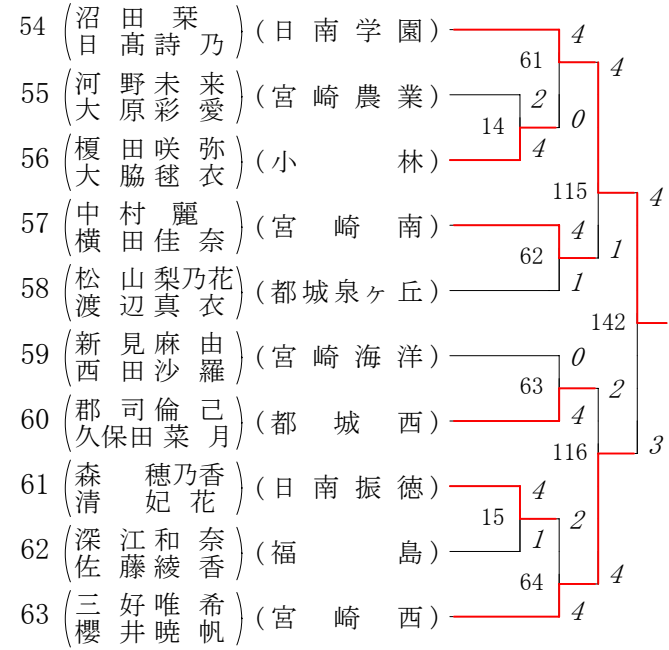 54 沼田 栞 (日南学園) 4
日髙詩乃
61 4
55 河野未来 (宮崎農業) 2
大原彩愛
14 0
56 榎田咲弥 (小林) 4
大脇毬衣
115 4
57 中村 麗 (宮崎南) 4
横田佳奈
62 1
58 松山梨乃花 (都城泉ヶ丘) 1
渡辺真衣
142
59 新見麻由 (宮崎海洋) 0
西田沙羅
63 2
60 郡司倫己 (都城西) 4
久保田菜月
116 3
61 森 穂乃香 (日南振徳) 4
清 妃花
15 2
62 深江和奈 (福島) 1
佐藤綾香
64 4
63 三好唯希 (宮崎西) 4
櫻井暁帆